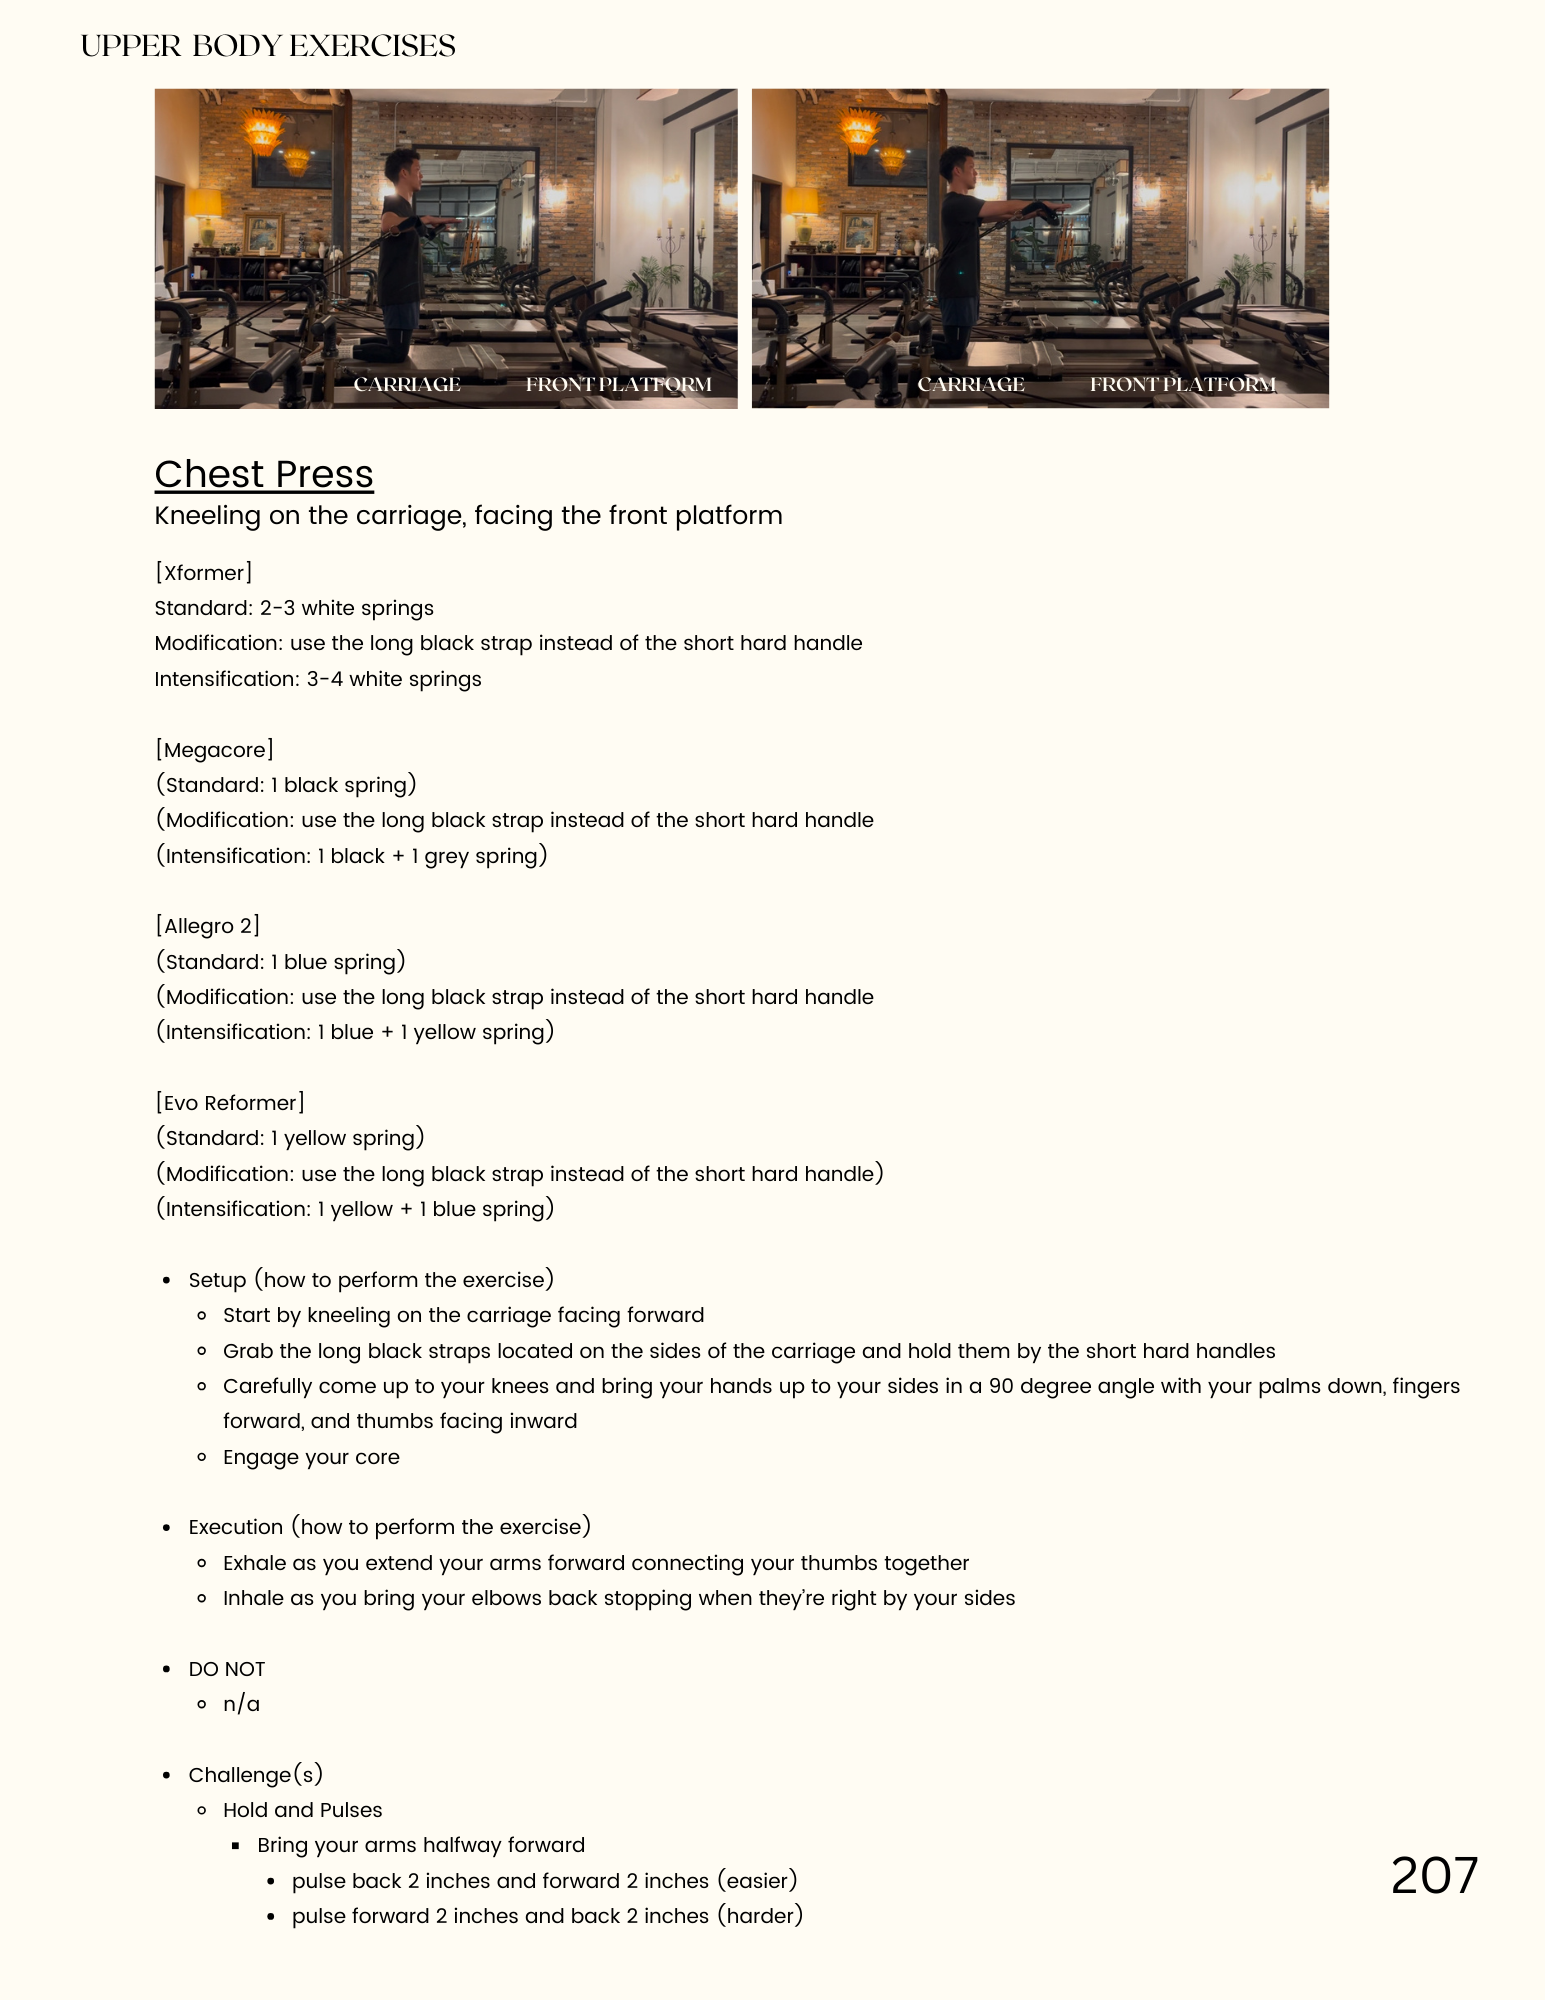 UPPER BODY EXERCISES
CARRIAGE FRONT PLATFORM
CARRIAGE FRONT PLATFORM
Chest Press
Kneeling on the carriage, facing the front platform
[Xformer]
Standard: 2-3 white springs
Modification: use the long black strap instead of the short hard handle
Intensification: 3-4 white springs
[Megacore]
(Standard: 1 black spring)
(Modification: use the long black strap instead of the short hard handle
(Intensification: 1 black + 1 grey spring)
[Allegro 2]
(Standard: 1 blue spring)
(Modification: use the long black strap instead of the short hard handle
(Intensification: 1 blue + 1 yellow spring)
[Evo Reformer]
(Standard: 1 yellow spring)
(Modification: use the long black strap instead of the short hard handle)
(Intensification: 1 yellow + 1 blue spring)
• Setup (how to perform the exercise)
◦ Start by kneeling on the carriage facing forward
◦ Grab the long black straps located on the sides of the carriage and hold them by the short hard handles
◦ Carefully come up to your knees and bring your hands up to your sides in a 90 degree angle with your palms down, fingers
forward, and thumbs facing inward
◦ Engage your core
• Execution (how to perform the exercise)
◦ Exhale as you extend your arms forward connecting your thumbs together
◦ Inhale as you bring your elbows back stopping when they're right by your sides
• DO NOT
◦ n/a
• Challenge(s)
◦ Hold and Pulses
▪ Bring your arms halfway forward
• pulse back 2 inches and forward 2 inches (easier)
• pulse forward 2 inches and back 2 inches (harder)
207